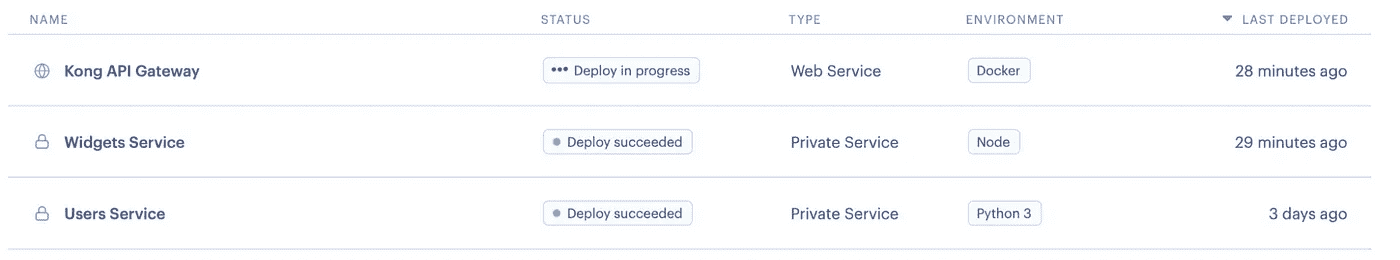 NAME STATUS TYPE ENVIRONMENT LAST DEPLOYED
Kong API Gateway Deploy in progress Web Service Docker 28 minutes ago
Widgets Service Deploy succeeded Private Service Node 29 minutes ago
Users Service Deploy succeeded Private Service Python 3 3 days ago